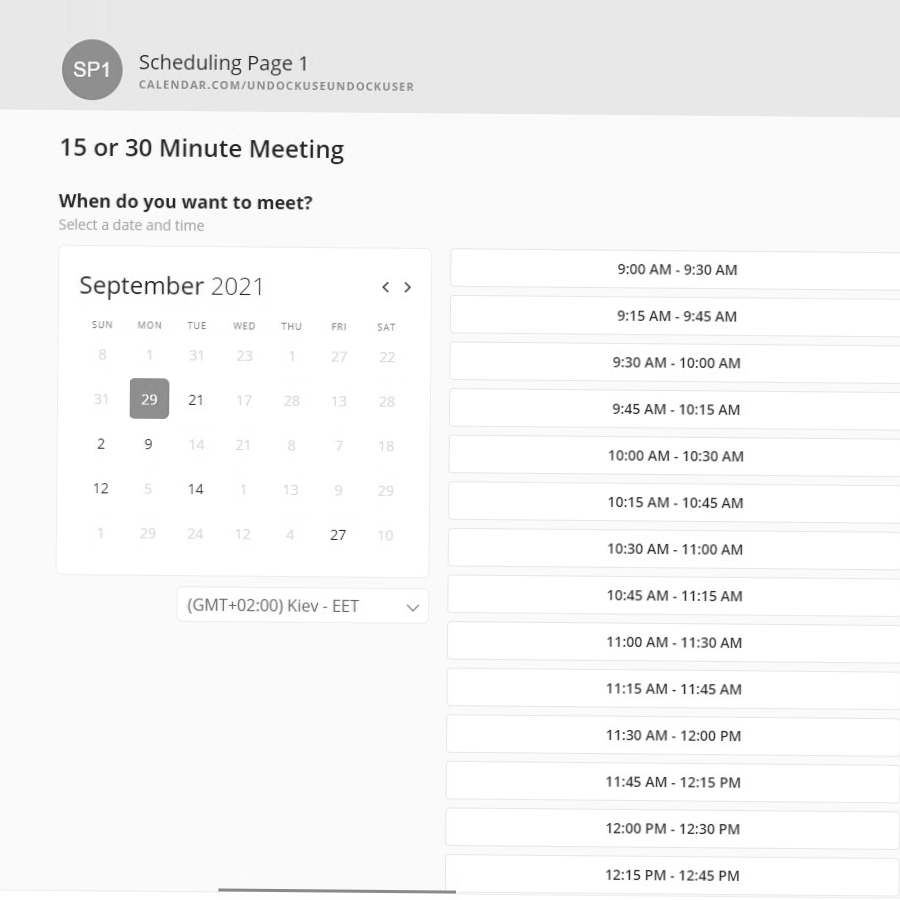 SP1
Scheduling Page 1
CALENDAR.COM/UNDOCKUSEUNDOCKUSER
15 or 30 Minute Meeting
When do you want to meet?
Select a date and time
September 2021
SUN MON TUE WED THU FRI SAT
8 1 31 23 1 27 22
31 29 21 17 28 13 28
2 9 14 21 8 7 18
12 5 14 1 13 9 29
1 29 24 12 4 27 10
(GMT+02:00) Kiev - EET
9:00 AM - 9:30 AM
9:15 AM - 9:45 AM
9:30 AM - 10:00 AM
9:45 AM - 10:15 AM
10:00 AM - 10:30 AM
10:15 AM - 10:45 AM
10:30 AM - 11:00 AM
10:45 AM - 11:15 AM
11:00 AM - 11:30 AM
11:15 AM - 11:45 AM
11:30 AM - 12:00 PM
11:45 AM - 12:15 PM
12:00 PM - 12:30 PM
12:15 PM - 12:45 PM